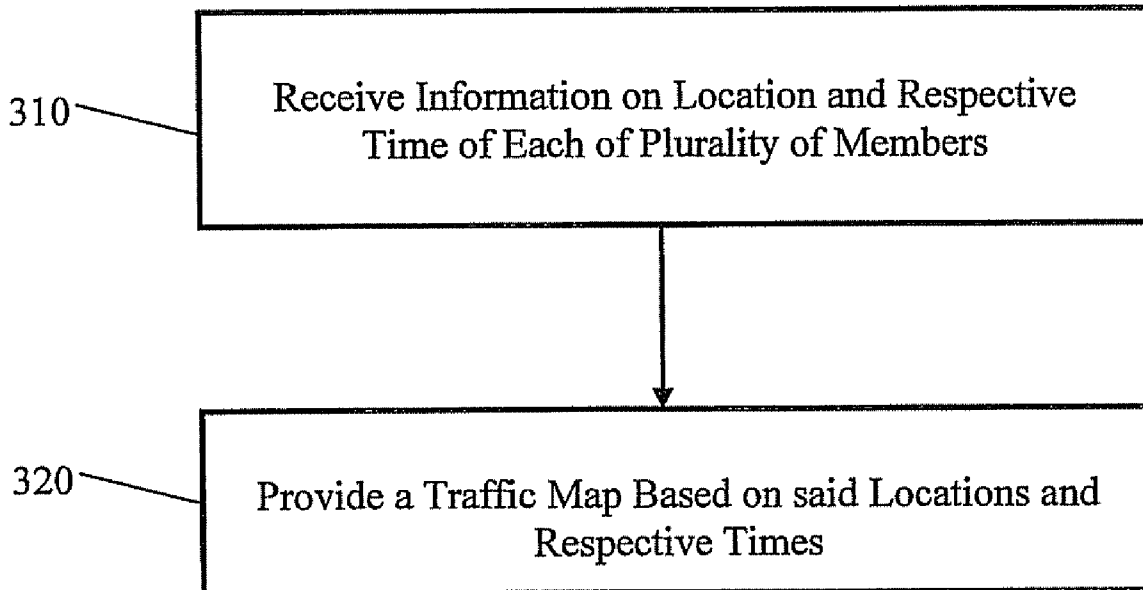 310
Receive Information on Location and Respective
Time of Each of Plurality of Members
320
Provide a Traffic Map Based on said Locations and
Respective Times